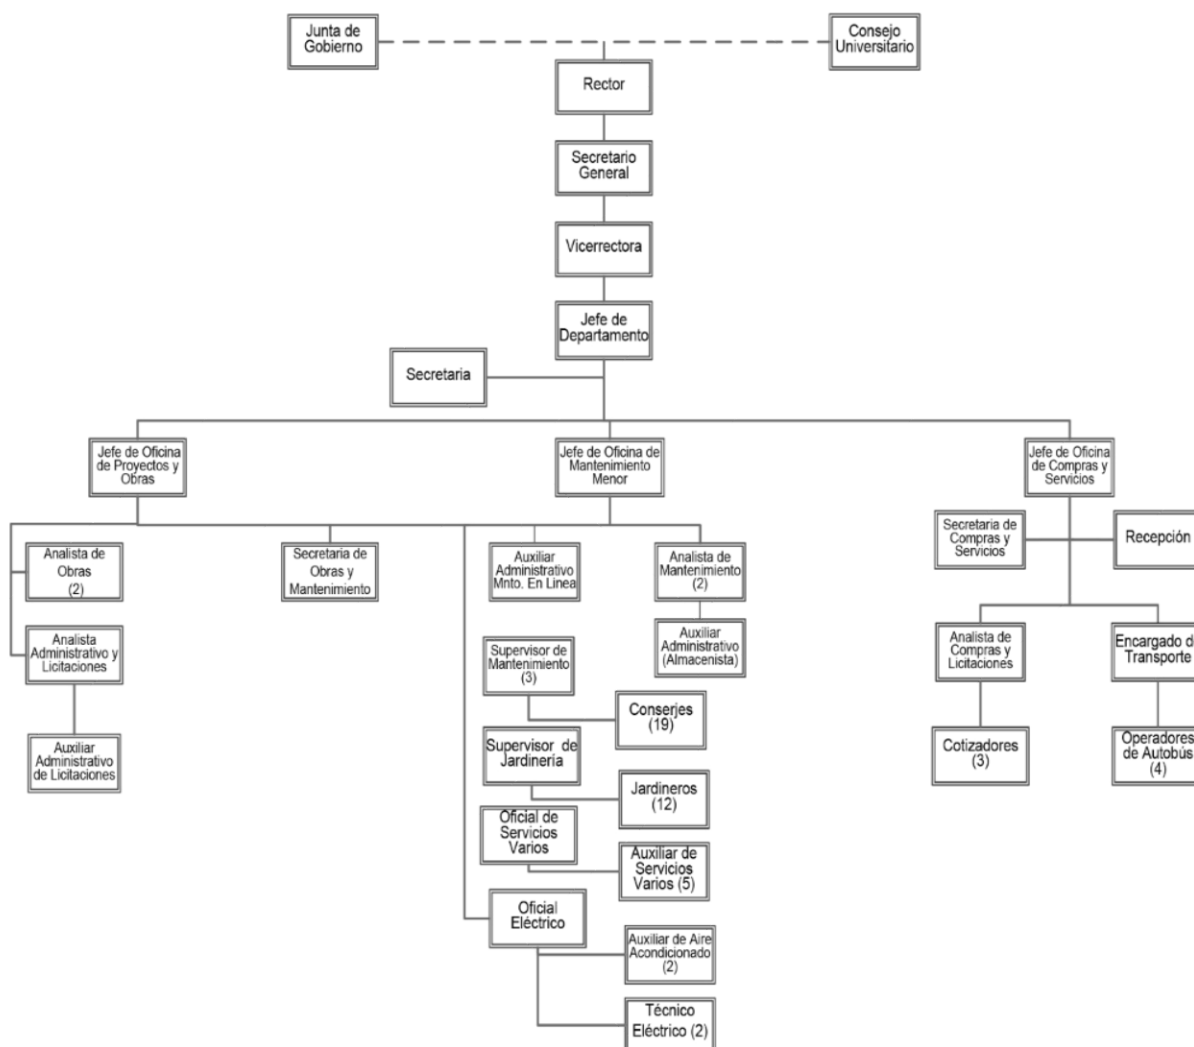 Junta de
Gobierno
Consejo
Universitario
Rector
Secretario
General
Vicerrectora
Jefe de
Departamento
Secretaria
Jefe de Oficina
de Proyectos y
Obras
Jefe de Oficina de
Mantenimiento
Menor
Jefe de Oficina
de Compras y
Servicios
Secretaria de
Compras y
Servicios
Recepción
Analista de
Obras
(2)
Secretaria de
Obras y
Mantenimiento
Auxiliar
Administrativo
Mnto. En Linea
Analista de
Mantenimiento
(2)
Analista
Administrativo y
Licitaciones
Auxiliar
Administrativo
(Almacenista)
Analista de
Compras y
Licitaciones
Encargado d
Transporte
Supervisor de
Mantenimiento
(3)
Conserjes
(19)
Auxiliar
Administrativo
de Licitaciones
Supervisor de
Jardinería
Cotizadores
(3)
Operadores
de Autobús
(4)
Jardineros
(12)
Oficial de
Servicios
Varios
Auxiliar de
Servicios
Varios (5)
Oficial
Eléctrico
Auxiliar de Aire
Acondicionado
(2)
Técnico
Eléctrico (2)